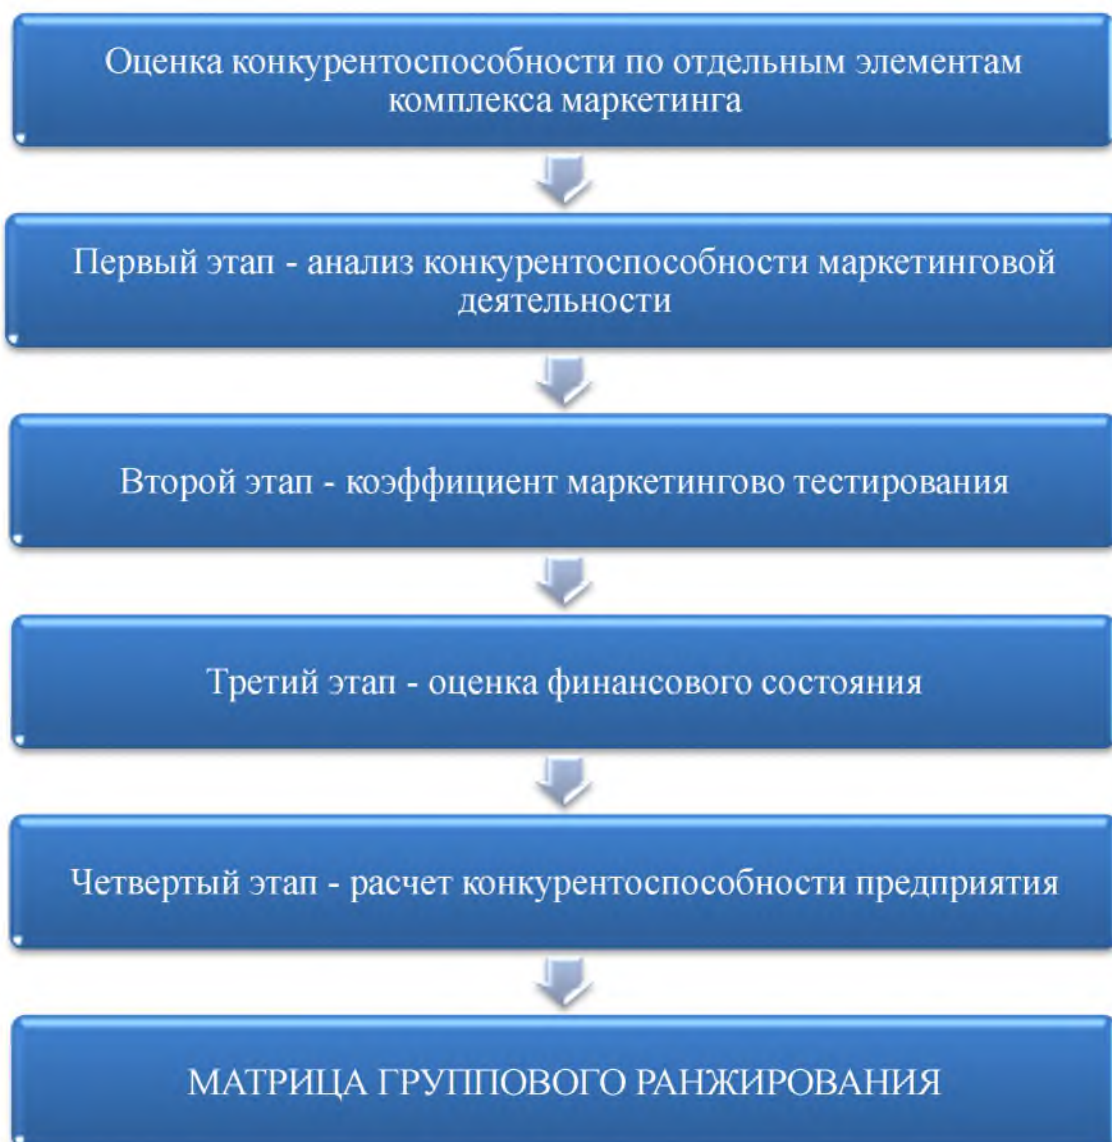 Оценка конкурентоспособности по отдельным элементам
комплекса маркетинга
Первый этап - анализ конкурентоспособности маркетинговой
деятельности
Второй этап - коэффициент маркетингово тестирования
Третий этап - оценка финансового состояния
Четвертый этап - расчет конкурентоспособности предприятия
МАТРИЦА ГРУППОВОГО РАНЖИРОВАНИЯ